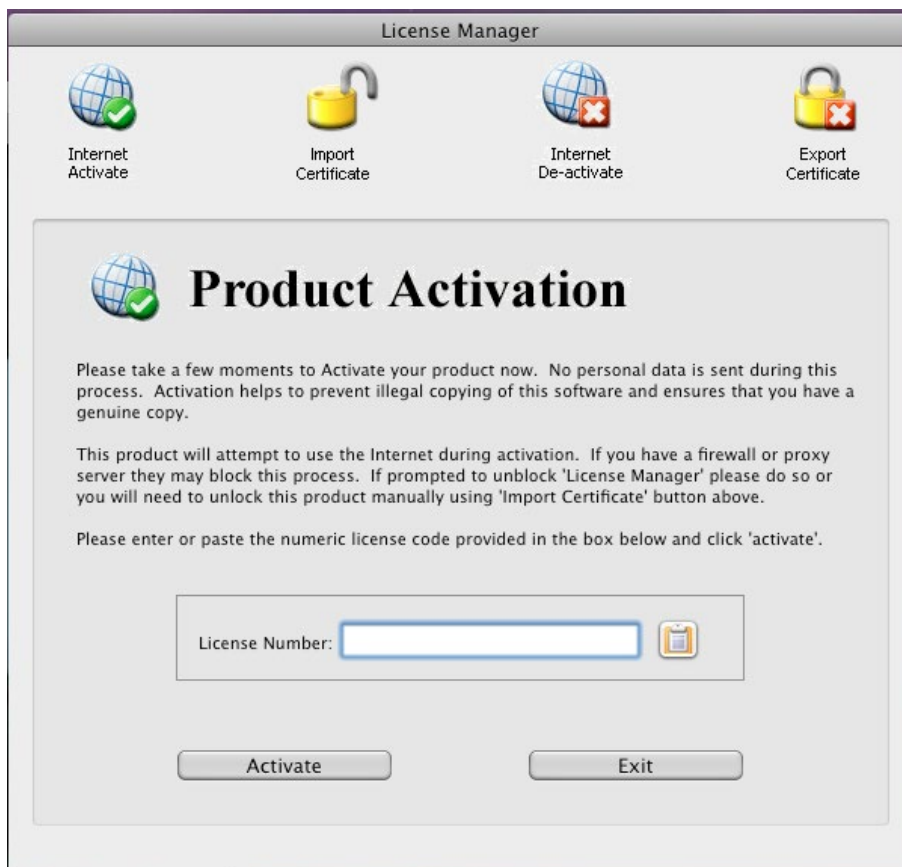 License Manager
Internet
Activate
Import
Certificate
Internet
De-activate
Export
Certificate
Product Activation
Please take a few moments to Activate your product now.  No personal data is sent during this
process.  Activation helps to prevent illegal copying of this software and ensures that you have a
genuine copy.
This product will attempt to use the Internet during activation.  If you have a firewall or proxy
server they may block this process.  If prompted to unblock 'License Manager' please do so or
you will need to unlock this product manually using 'Import Certificate' button above.
Please enter or paste the numeric license code provided in the box below and click 'activate'.
License Number:
Activate
Exit